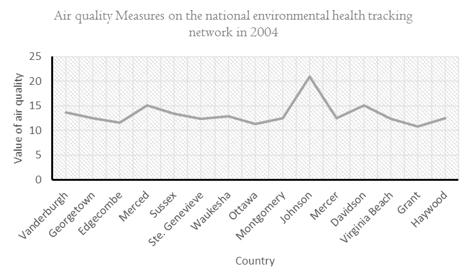 Air quality Measures on the national environmental health tracking
network in 2004
Value of air quality
25
20
15
10
5
0
Vanderburgh
Georgetown
Edgecombe
Merced
Sussex
Ste. Genevieve
Waukesha
Ottawa
Montgomery
Johnson
Mercer
Davidson
Virginia Beach
Grant
Haywood
Country